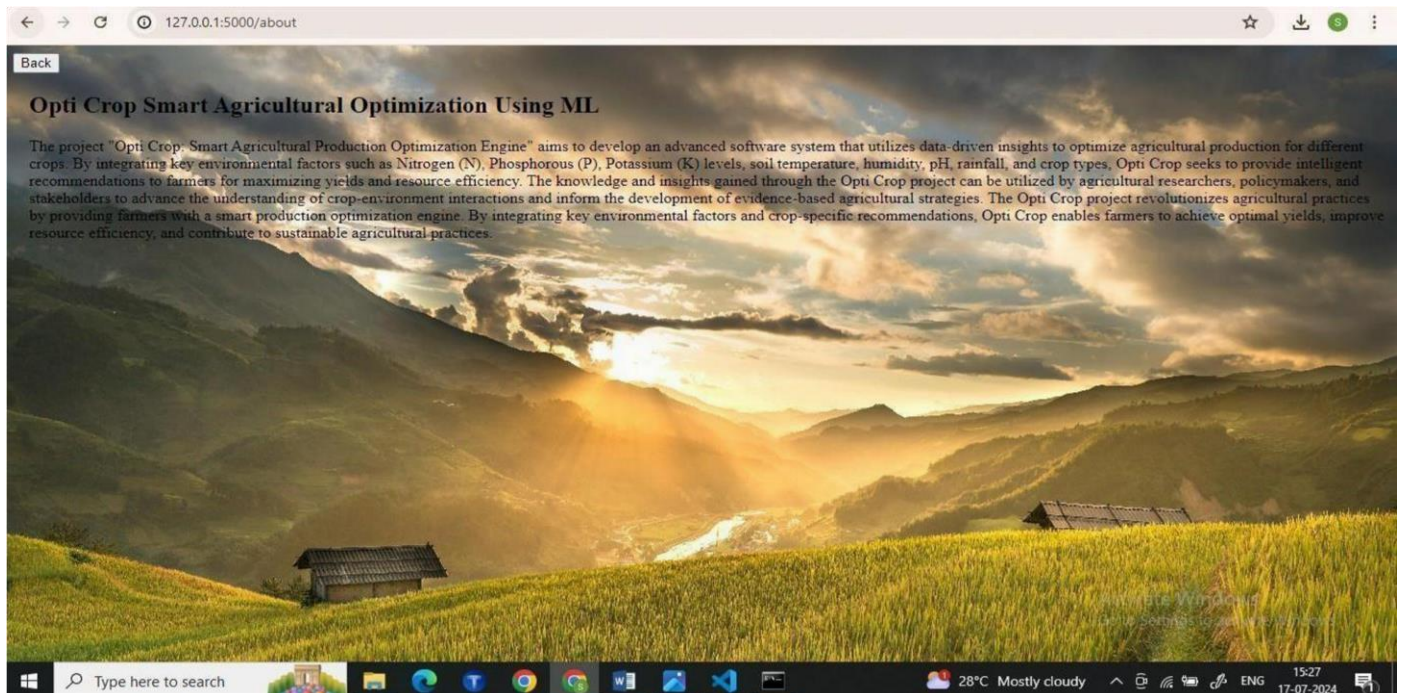 127.0.0.1:5000/about
S
Back
Opti Crop Smart Agricultural Optimization Using ML
The project "Opti Crop: Smart Agricultural Production Optimization Engine" aims to develop an advanced software system that utilizes data-driven insights to optimize agricultural production for different
crops. By integrating key environmental factors such as Nitrogen (N), Phosphorous (P), Potassium (K) levels, soil temperature, humidity, pH, rainfall, and crop types, Opti Crop seeks to provide intelligent
recommendations to farmers for maximizing yields and resource efficiency. The knowledge and insights gained through the Opti Crop project can be utilized by agricultural researchers, policymakers, and
stakeholders to advance the understanding of crop-environment interactions and inform the development of evidence-based agricultural strategies. The Opti Crop project revolutionizes agricultural practices
by providing farmers with a smart production optimization engine. By integrating key environmental factors and crop-specific recommendations, Opti Crop enables farmers to achieve optimal yields, improve
resource efficiency, and contribute to sustainable agricultural practices.
Activate Windows
Go to Settings to activate Windows.
Type here to search
28°C Mostly cloudy
ENG
15:27
17-07-2024